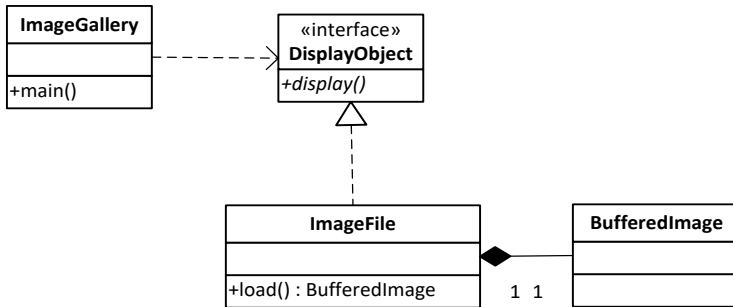 ImageGallery
+main()
«interface»
DisplayObject
+display()
ImageFile
+load() : BufferedImage
1 1
BufferedImage